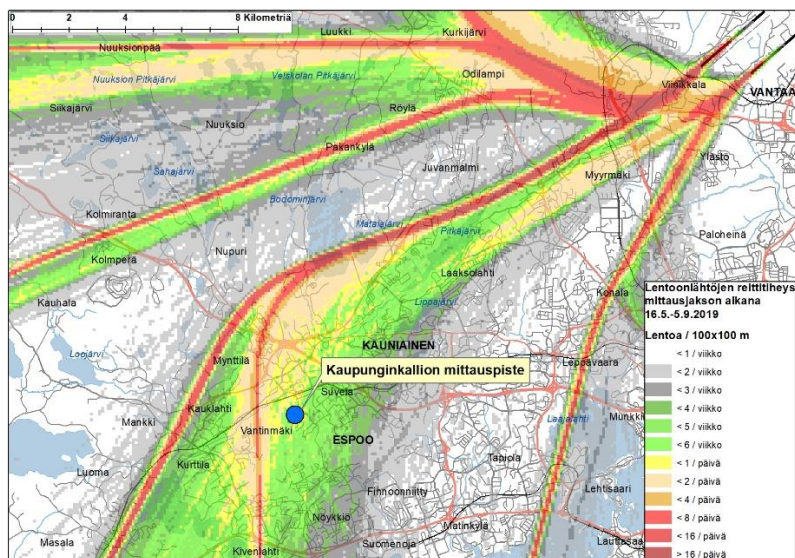 0 2 4 8 Kilometriä
Luukki
Kurkijärvi
Nuuksionpää
Odilampi
Nuuksion Pitkäjärvi
Velskolan Pitkäjärvi
Viinikkala
VANTAA
Siikajärvi
Röylä
Nuuksio
Siikajärvi
Pakankylä
Ylästö
Juvanmalmi
Sahajärvi
Myyrmäki
Bodominjärvi
Kolmiranta
Matalajärvi
Pitkäjärvi
Paloheinä
Nupuri
Kolmperä
Laaksolahti
Kauhala
Lippajärvi
Konala
Loojärvi
KAUNIAINEN
Mynttilä
Leppävaara
Kaupunginkallion mittauspiste
Suvela
Mankki
Kauklahti
Laajalahti
Munkki
Vantinmäki
ESPOO
Luoma
Kurttila
Tapiola
Lehtisaari
Finnoonniitty
Nöykkiö
Masala
Matinkylä
Kivenlahti
Suomenoja
Lauttasaa
Lentoonlähtöjen reittitiheys
mittausjakson aikana
16.5.-5.9.2019
Lentoa / 100x100 m
< 1 / viikko
< 2 / viikko
< 3 / viikko
< 4 / viikko
< 5 / viikko
< 6 / viikko
< 1 / päivä
< 2 / päivä
< 4 / päivä
< 8 / päivä
< 16 / päivä
> 16 / päivä